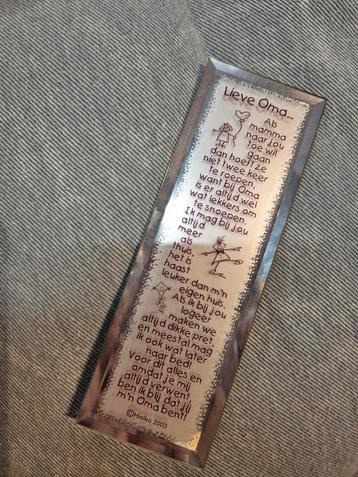 Lieve Oma...
Als
mamma
naar jou
toe wil
gaan
dan hoeft ze
niet twee keer
te roepen,
want bij Oma
is er altijd wel
wat lekkers om
te snoepen.
Ik mag bij jou
altijd
meer
als
thuis,
het is
haast
leuker dan m'n
eigen huis.
Als ik bij jou
logeer
maken we
altijd dikke pret
en meestal mag
ik ook wat later
naar bed!
Voor dit alles en
omdat je mij
altijd verwent
ben ik blij dat jij
m'n Oma bent!
©Hielko 2003